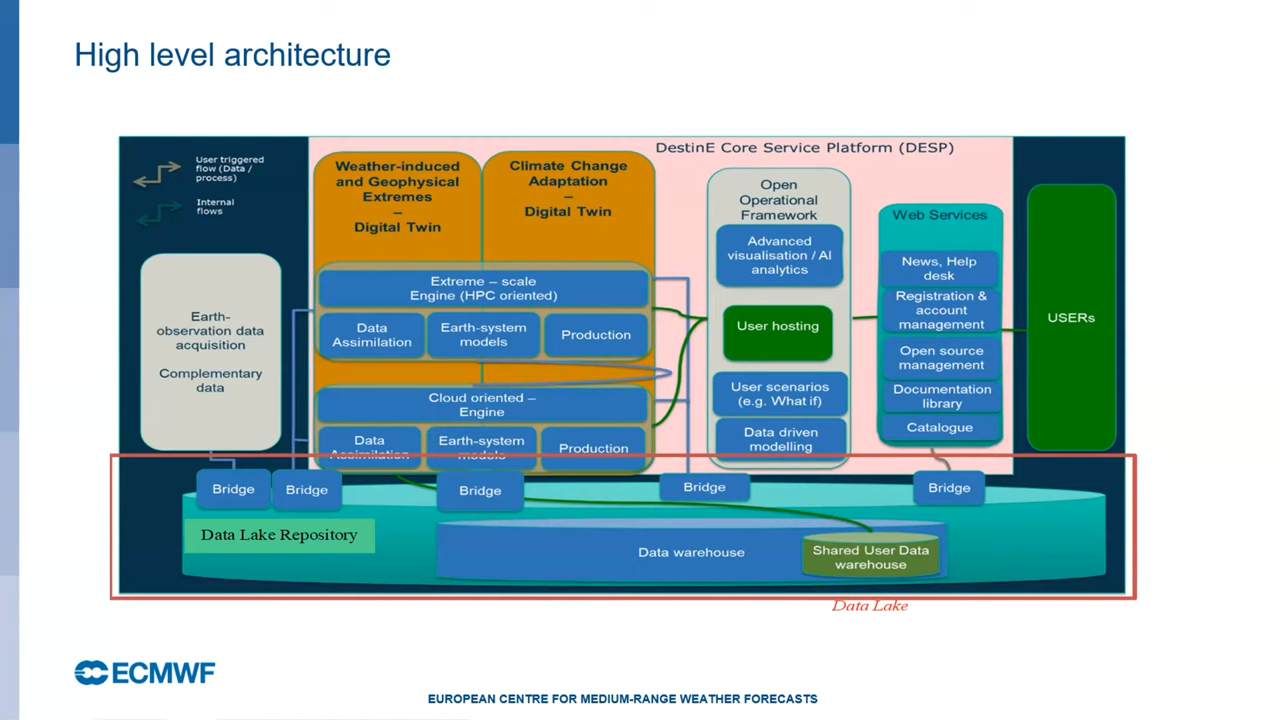 High level architecture
User triggered
flow (Data /
process)
Internal
flows
Earth-
observation data
acquisition
Complementary
data
Weather-induced
and Geophysical
Extremes
–
Digital Twin
Climate Change
Adaptation
–
Digital Twin
Extreme – scale
Engine (HPC oriented)
Data
Assimilation
Earth-system
models
Production
Cloud oriented –
Engine
Data
Assimilation
Earth-system
models
Production
DestinE Core Service Platform (DESP)
Open
Operational
Framework
Advanced
visualisation / AI
analytics
User hosting
User scenarios
(e.g. What if)
Data driven
modelling
Web Services
News, Help
desk
Registration &
account
management
Open source
management
Documentation
library
Catalogue
USERs
Bridge
Bridge
Bridge
Bridge
Bridge
Data Lake Repository
Data warehouse
Shared User Data
warehouse
Data Lake
ECMWF
EUROPEAN CENTRE FOR MEDIUM-RANGE WEATHER FORECASTS